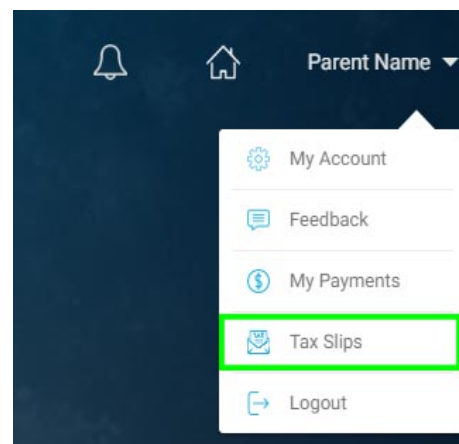 Parent Name
My Account
Feedback
My Payments
Tax Slips
Logout